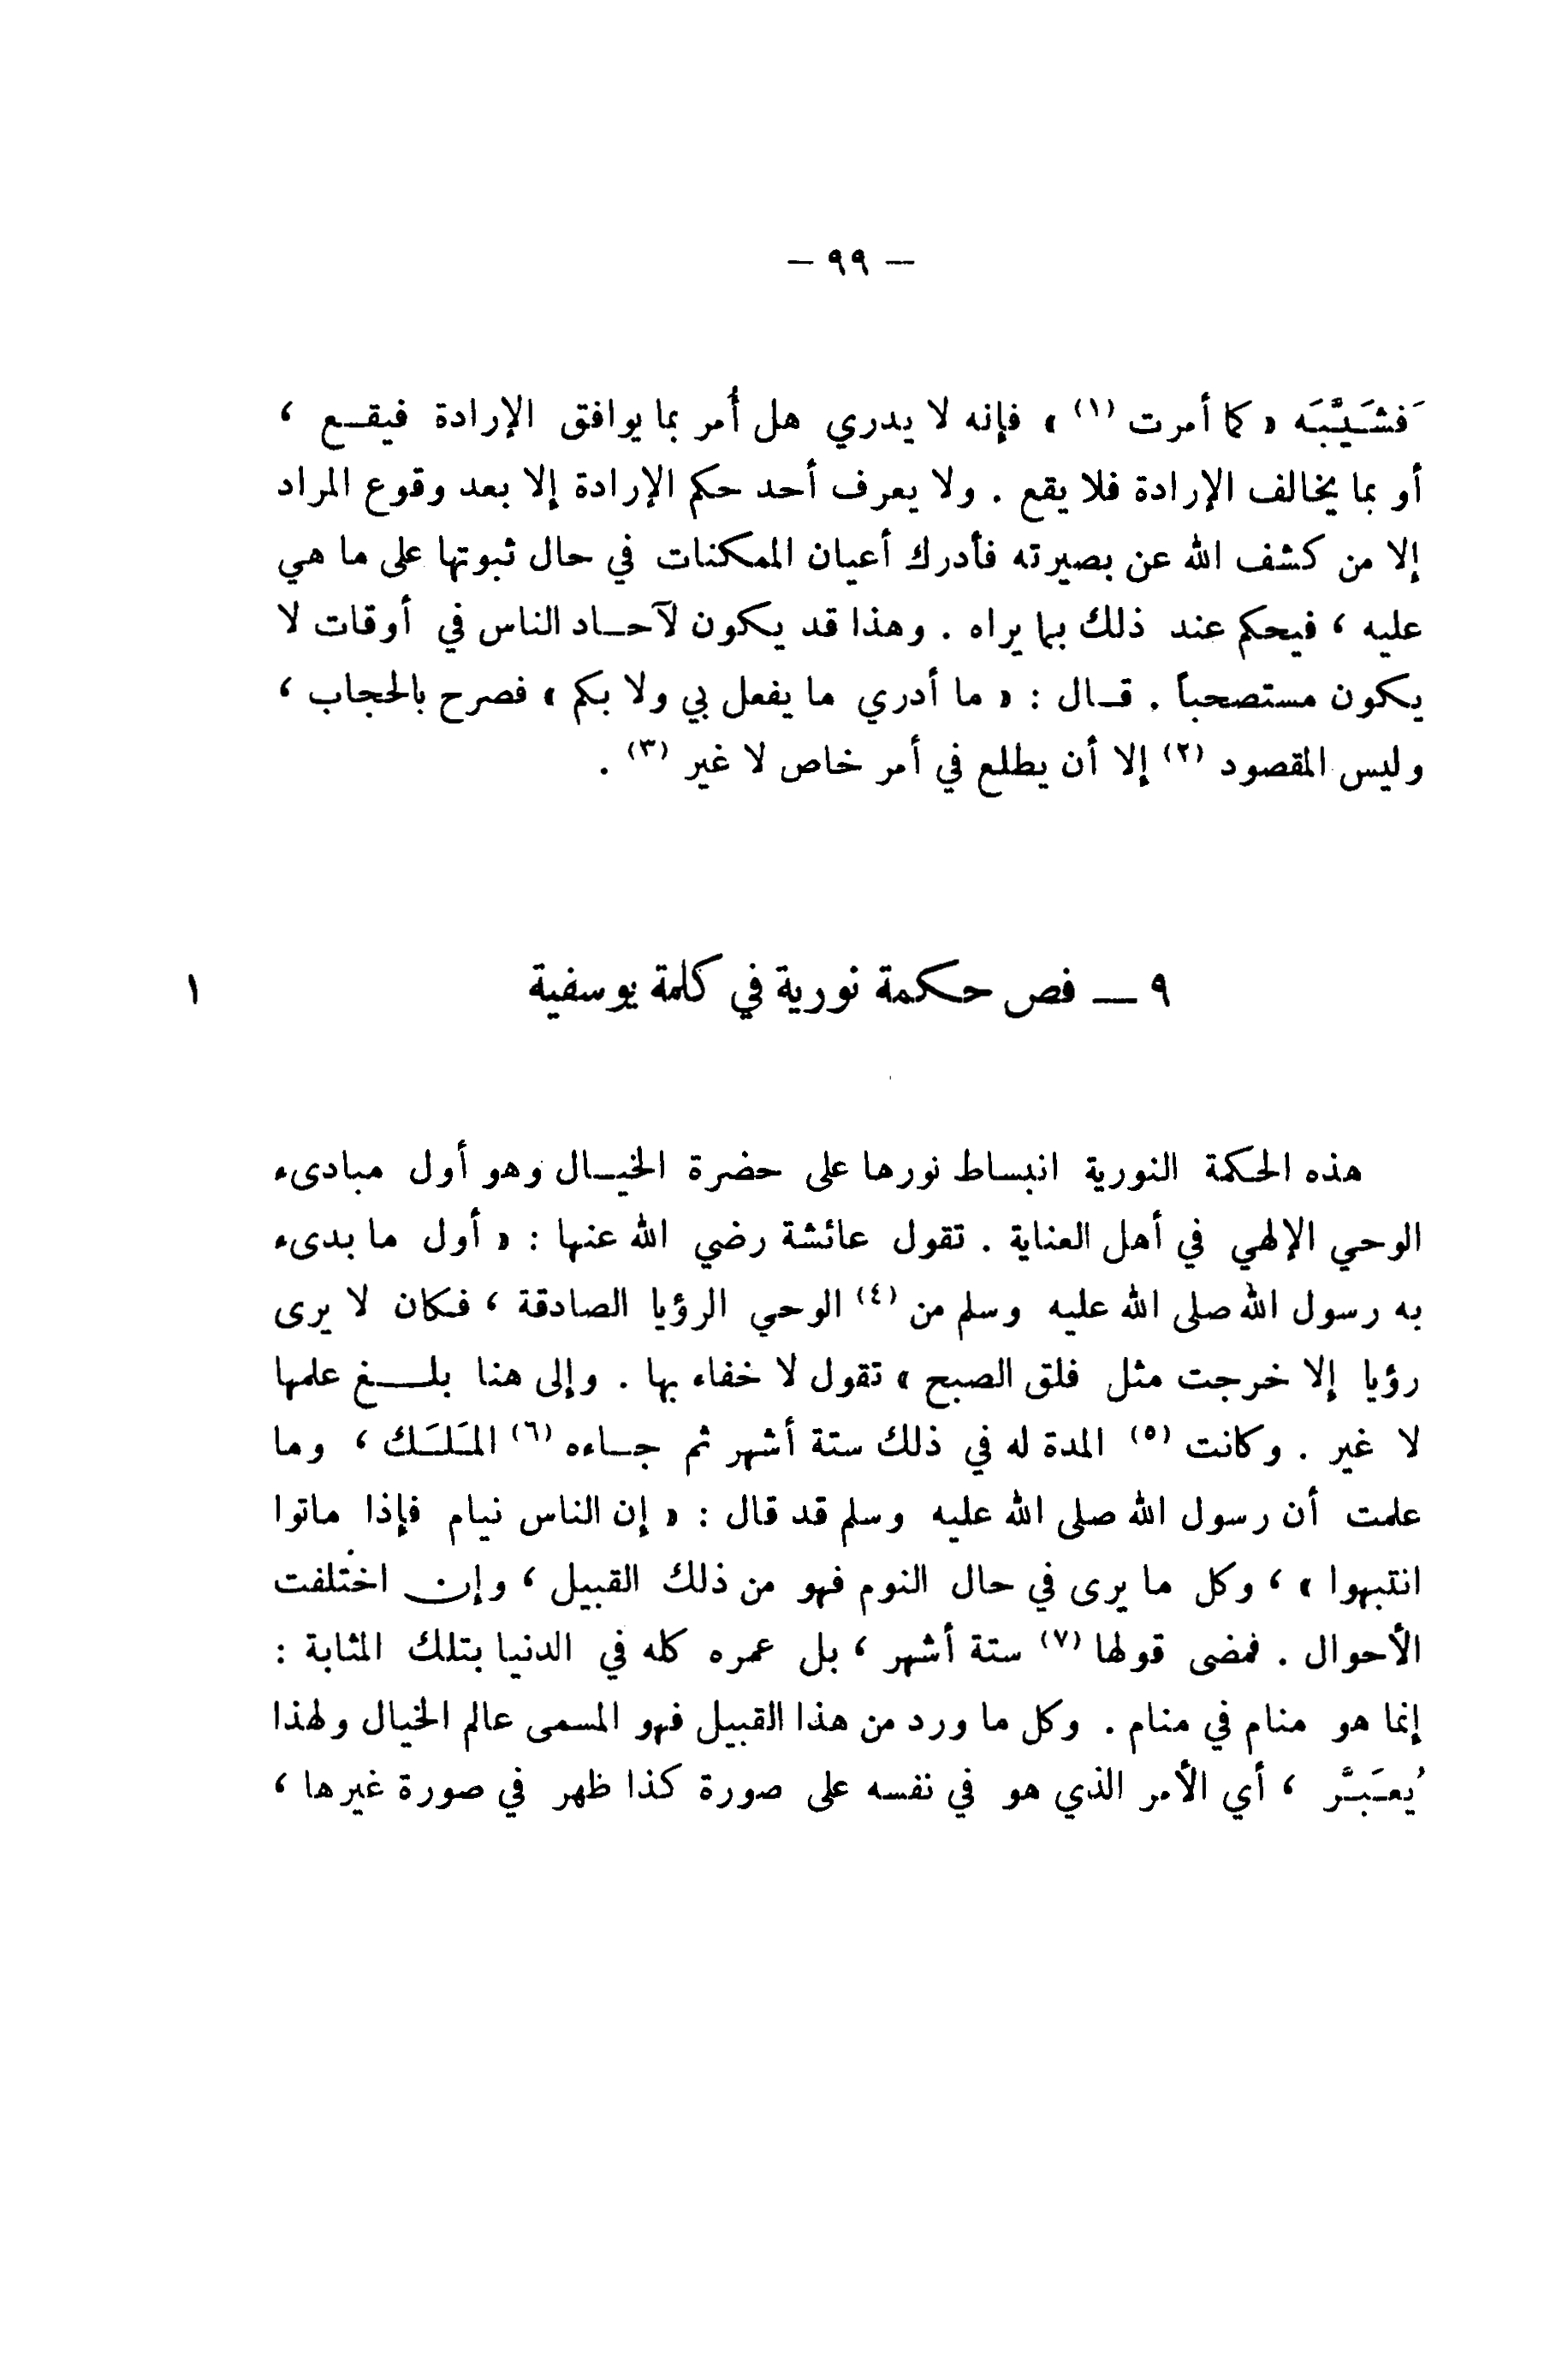 — ٩٩ —
فشَيَّبَه « كما أمرت (١) » فإنه لا يدري هل أُمر بما يوافق الإرادة فيقـع ،
أو بما يخالف الإرادة فلا يقع . ولا يعرف أحد حكم الإرادة إلا بعد وقوع المراد
إلا من كشف الله عن بصيرته فأدرك أعيان الممكنات في حال ثبوتها على ما هي
عليه ، فيحكم عند ذلك بما يراه . وهذا قد يكون لآحـاد الناس في أوقات لا
يكون مستصحباً . قـال : « ما أدري ما يفعل بي ولا بكم » فصرح بالحجاب ،
وليس المقصود (٢) إلا أن يطلع في أمر خاص لا غير (٣) .
٩ — فص حكمة نورية في كلمة يوسفية
١
هذه الحكمة النورية انبساط نورها على حضرة الخيـال وهو أول مبادىء
الوحي الإلهي في أهل العناية . تقول عائشة رضي الله عنها : « أول ما بدىء
به رسول الله صلى الله عليه وسلم من (٤) الوحي الرؤيا الصادقة ، فكان لا يرى
رؤيا إلا خرجت مثل فلق الصبح » تقول لا خفاء بها . وإلى هنا بلـــغ علمها
لا غير . وكانت (٥) المدة له في ذلك ستة أشهر ثم جـاءه (٦) المَلَك ، وما
علمت أن رسول الله صلى الله عليه وسلم قد قال : « إن الناس نيام فإذا ماتوا
انتبهوا » ، وكل ما يرى في حال النوم فهو من ذلك القبيل ، وإن اختلفت
الأحوال . فمضى قولها (٧) ستة أشهر ، بل عمره كله في الدنيا بتلك المثابة :
إنما هو منام في منام . وكل ما ورد من هذا القبيل فهو المسمى عالم الخيال ولهذا
يُعبَّر ، أي الأمر الذي هو في نفسه على صورة كذا ظهر في صورة غيرها ،